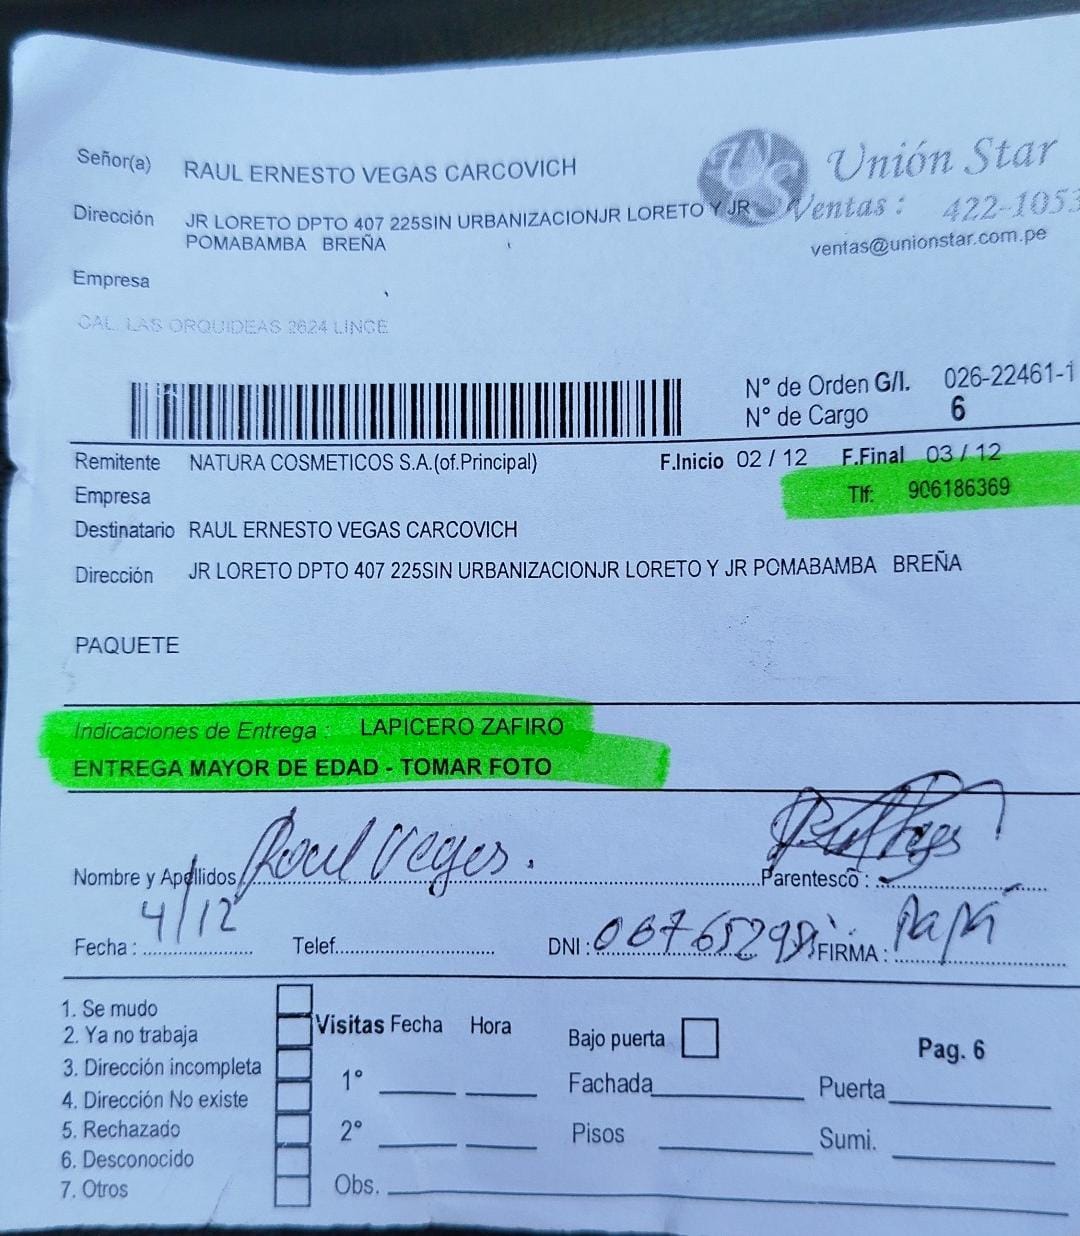 Señor(a) RAUL ERNESTO VEGAS CARCOVICH
Unión Star
Dirección JR LORETO DPTO 407 225SIN URBANIZACIONJR LORETO Y JR
POMABAMBA BREÑA
Ventas : 422-1053
ventas@unionstar.com.pe
Empresa
CAL. LAS ORQUIDEAS 2624 LINCE
N° de Orden G/I. 026-22461-1
N° de Cargo 6
Remitente NATURA COSMETICOS S.A.(of.Principal) F.Inicio 02 / 12 F.Final 03 / 12
Empresa Tlf: 906186369
Destinatario RAUL ERNESTO VEGAS CARCOVICH
Dirección JR LORETO DPTO 407 225SIN URBANIZACIONJR LORETO Y JR POMABAMBA BREÑA
PAQUETE
Indicaciones de Entrega : LAPICERO ZAFIRO
ENTREGA MAYOR DE EDAD - TOMAR FOTO
Nombre y Apellidos Raul Vegas. Parentesco :
Fecha : 4/12 Telef. DNI : FIRMA : Papá
1. Se mudo
2. Ya no trabaja
3. Dirección incompleta
4. Dirección No existe
5. Rechazado
6. Desconocido
7. Otros
Visitas Fecha Hora
1°
2°
Obs.
Bajo puerta
Fachada Puerta
Pisos Sumi.
Pag. 6